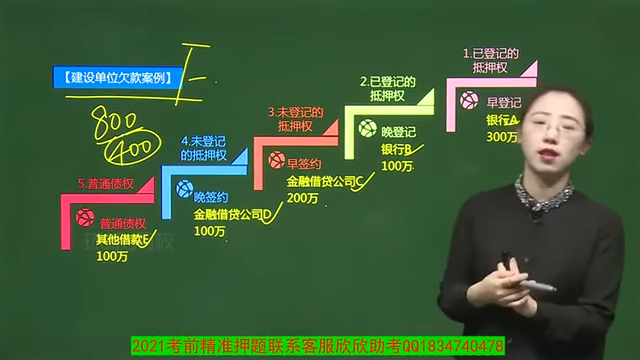 【建设单位欠款案例】
800
400
1.已登记的
抵押权
早登记
银行A
300万
2.已登记的
抵押权
晚登记
银行B
100万
3.未登记的
抵押权
早签约
金融借贷公司C
200万
4.未登记
的抵押权
晚签约
金融借贷公司D
100万
5.普通债权
普通债权
其他借款E
100万
2021考前精准押题联系客服欣欣助考QQ1834740478